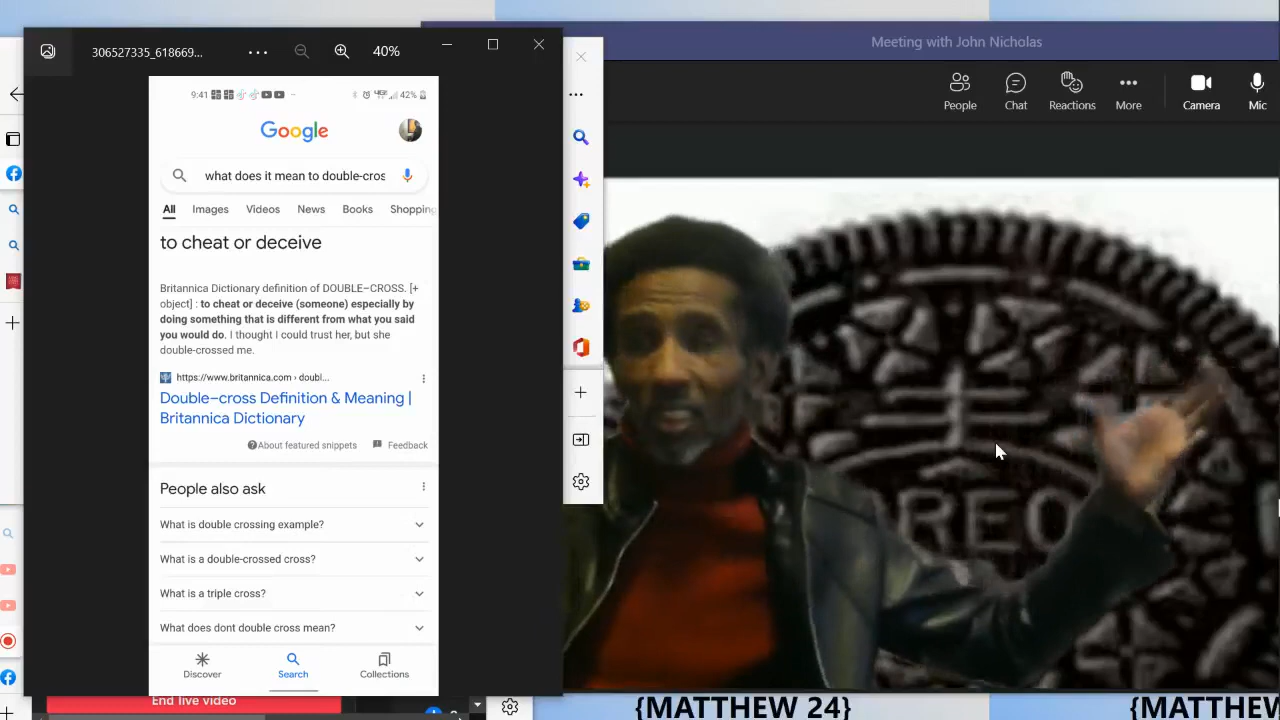 306527335_618669...
40%
9:41
42%
Google
what does it mean to double-cros
All Images Videos News Books Shopping
to cheat or deceive
Britannica Dictionary definition of DOUBLE–CROSS. [+
object] : to cheat or deceive (someone) especially by
doing something that is different from what you said
you would do. I thought I could trust her, but she
double-crossed me.
https://www.britannica.com › doubl...
Double–cross Definition & Meaning |
Britannica Dictionary
About featured snippets Feedback
People also ask
What is double crossing example?
What is a double-crossed cross?
What is a triple cross?
What does dont double cross mean?
Discover Search Collections
End live video
Meeting with John Nicholas
People Chat Reactions More Camera Mic
OREO
{MATTHEW 24} {MATTHEW